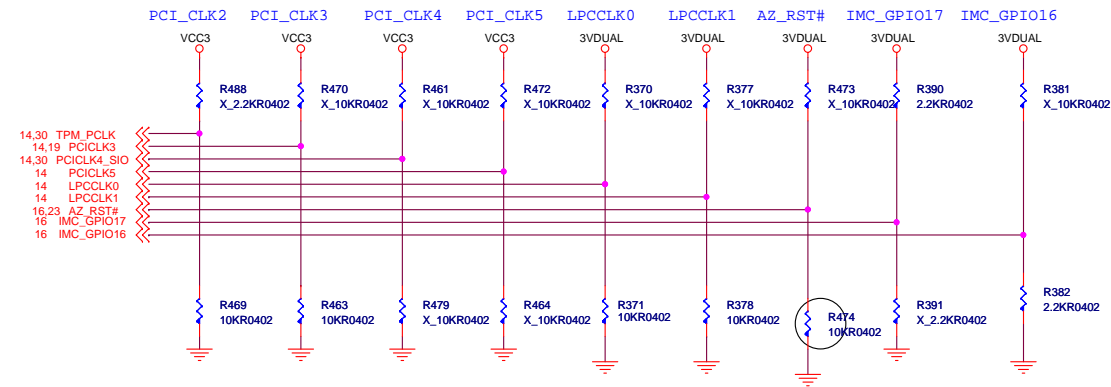 PCI_CLK2 PCI_CLK3 PCI_CLK4 PCI_CLK5 LPCCLK0 LPCCLK1 AZ_RST# IMC_GPIO17 IMC_GPIO16
VCC3 VCC3 VCC3 VCC3 3VDUAL 3VDUAL 3VDUAL 3VDUAL 3VDUAL
R488 R470 R461 R472 R370 R377 R473 R390 R381
X_2.2KR0402 X_10KR0402 X_10KR0402 X_10KR0402 X_10KR0402 X_10KR0402 X_10KR0402 2.2KR0402 X_10KR0402
14,30 TPM_PCLK
14,19 PCICLK3
14,30 PCICLK4_SIO
14 PCICLK5
14 LPCCLK0
14 LPCCLK1
16,23 AZ_RST#
16 IMC_GPIO17
16 IMC_GPIO16
R469 R463 R479 R464 R371 R378 R474 R391 R382
10KR0402 10KR0402 X_10KR0402 X_10KR0402 10KR0402 10KR0402 10KR0402 X_2.2KR0402 2.2KR0402